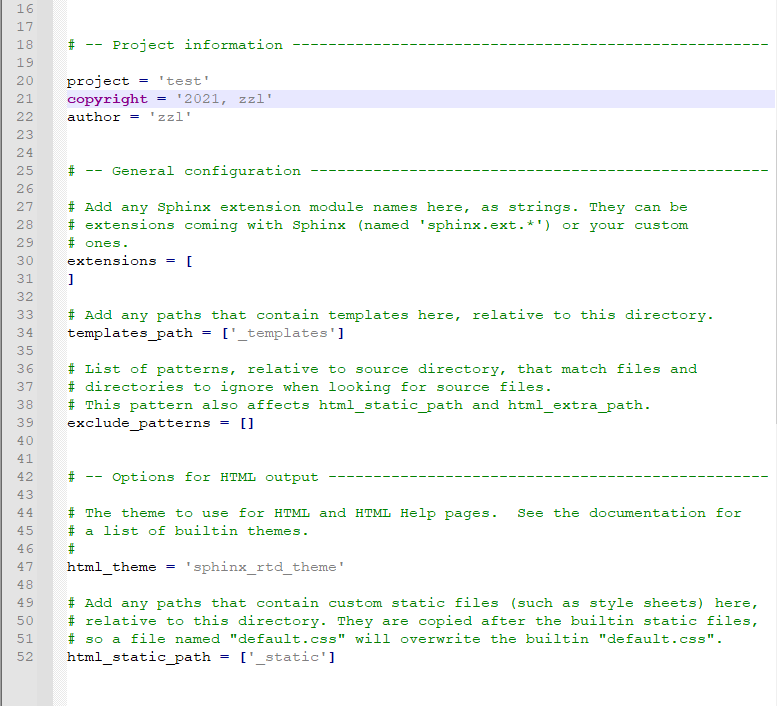 16
17
18 # -- Project information -----------------------------------------------------
19
20 project = 'test'
21 copyright = '2021, zzl'
22 author = 'zzl'
23
24
25 # -- General configuration ---------------------------------------------------
26
27 # Add any Sphinx extension module names here, as strings. They can be
28 # extensions coming with Sphinx (named 'sphinx.ext.*') or your custom
29 # ones.
30 extensions = [
31 ]
32
33 # Add any paths that contain templates here, relative to this directory.
34 templates_path = ['_templates']
35
36 # List of patterns, relative to source directory, that match files and
37 # directories to ignore when looking for source files.
38 # This pattern also affects html_static_path and html_extra_path.
39 exclude_patterns = []
40
41
42 # -- Options for HTML output -------------------------------------------------
43
44 # The theme to use for HTML and HTML Help pages.  See the documentation for
45 # a list of builtin themes.
46 #
47 html_theme = 'sphinx_rtd_theme'
48
49 # Add any paths that contain custom static files (such as style sheets) here,
50 # relative to this directory. They are copied after the builtin static files,
51 # so a file named "default.css" will overwrite the builtin "default.css".
52 html_static_path = ['_static']